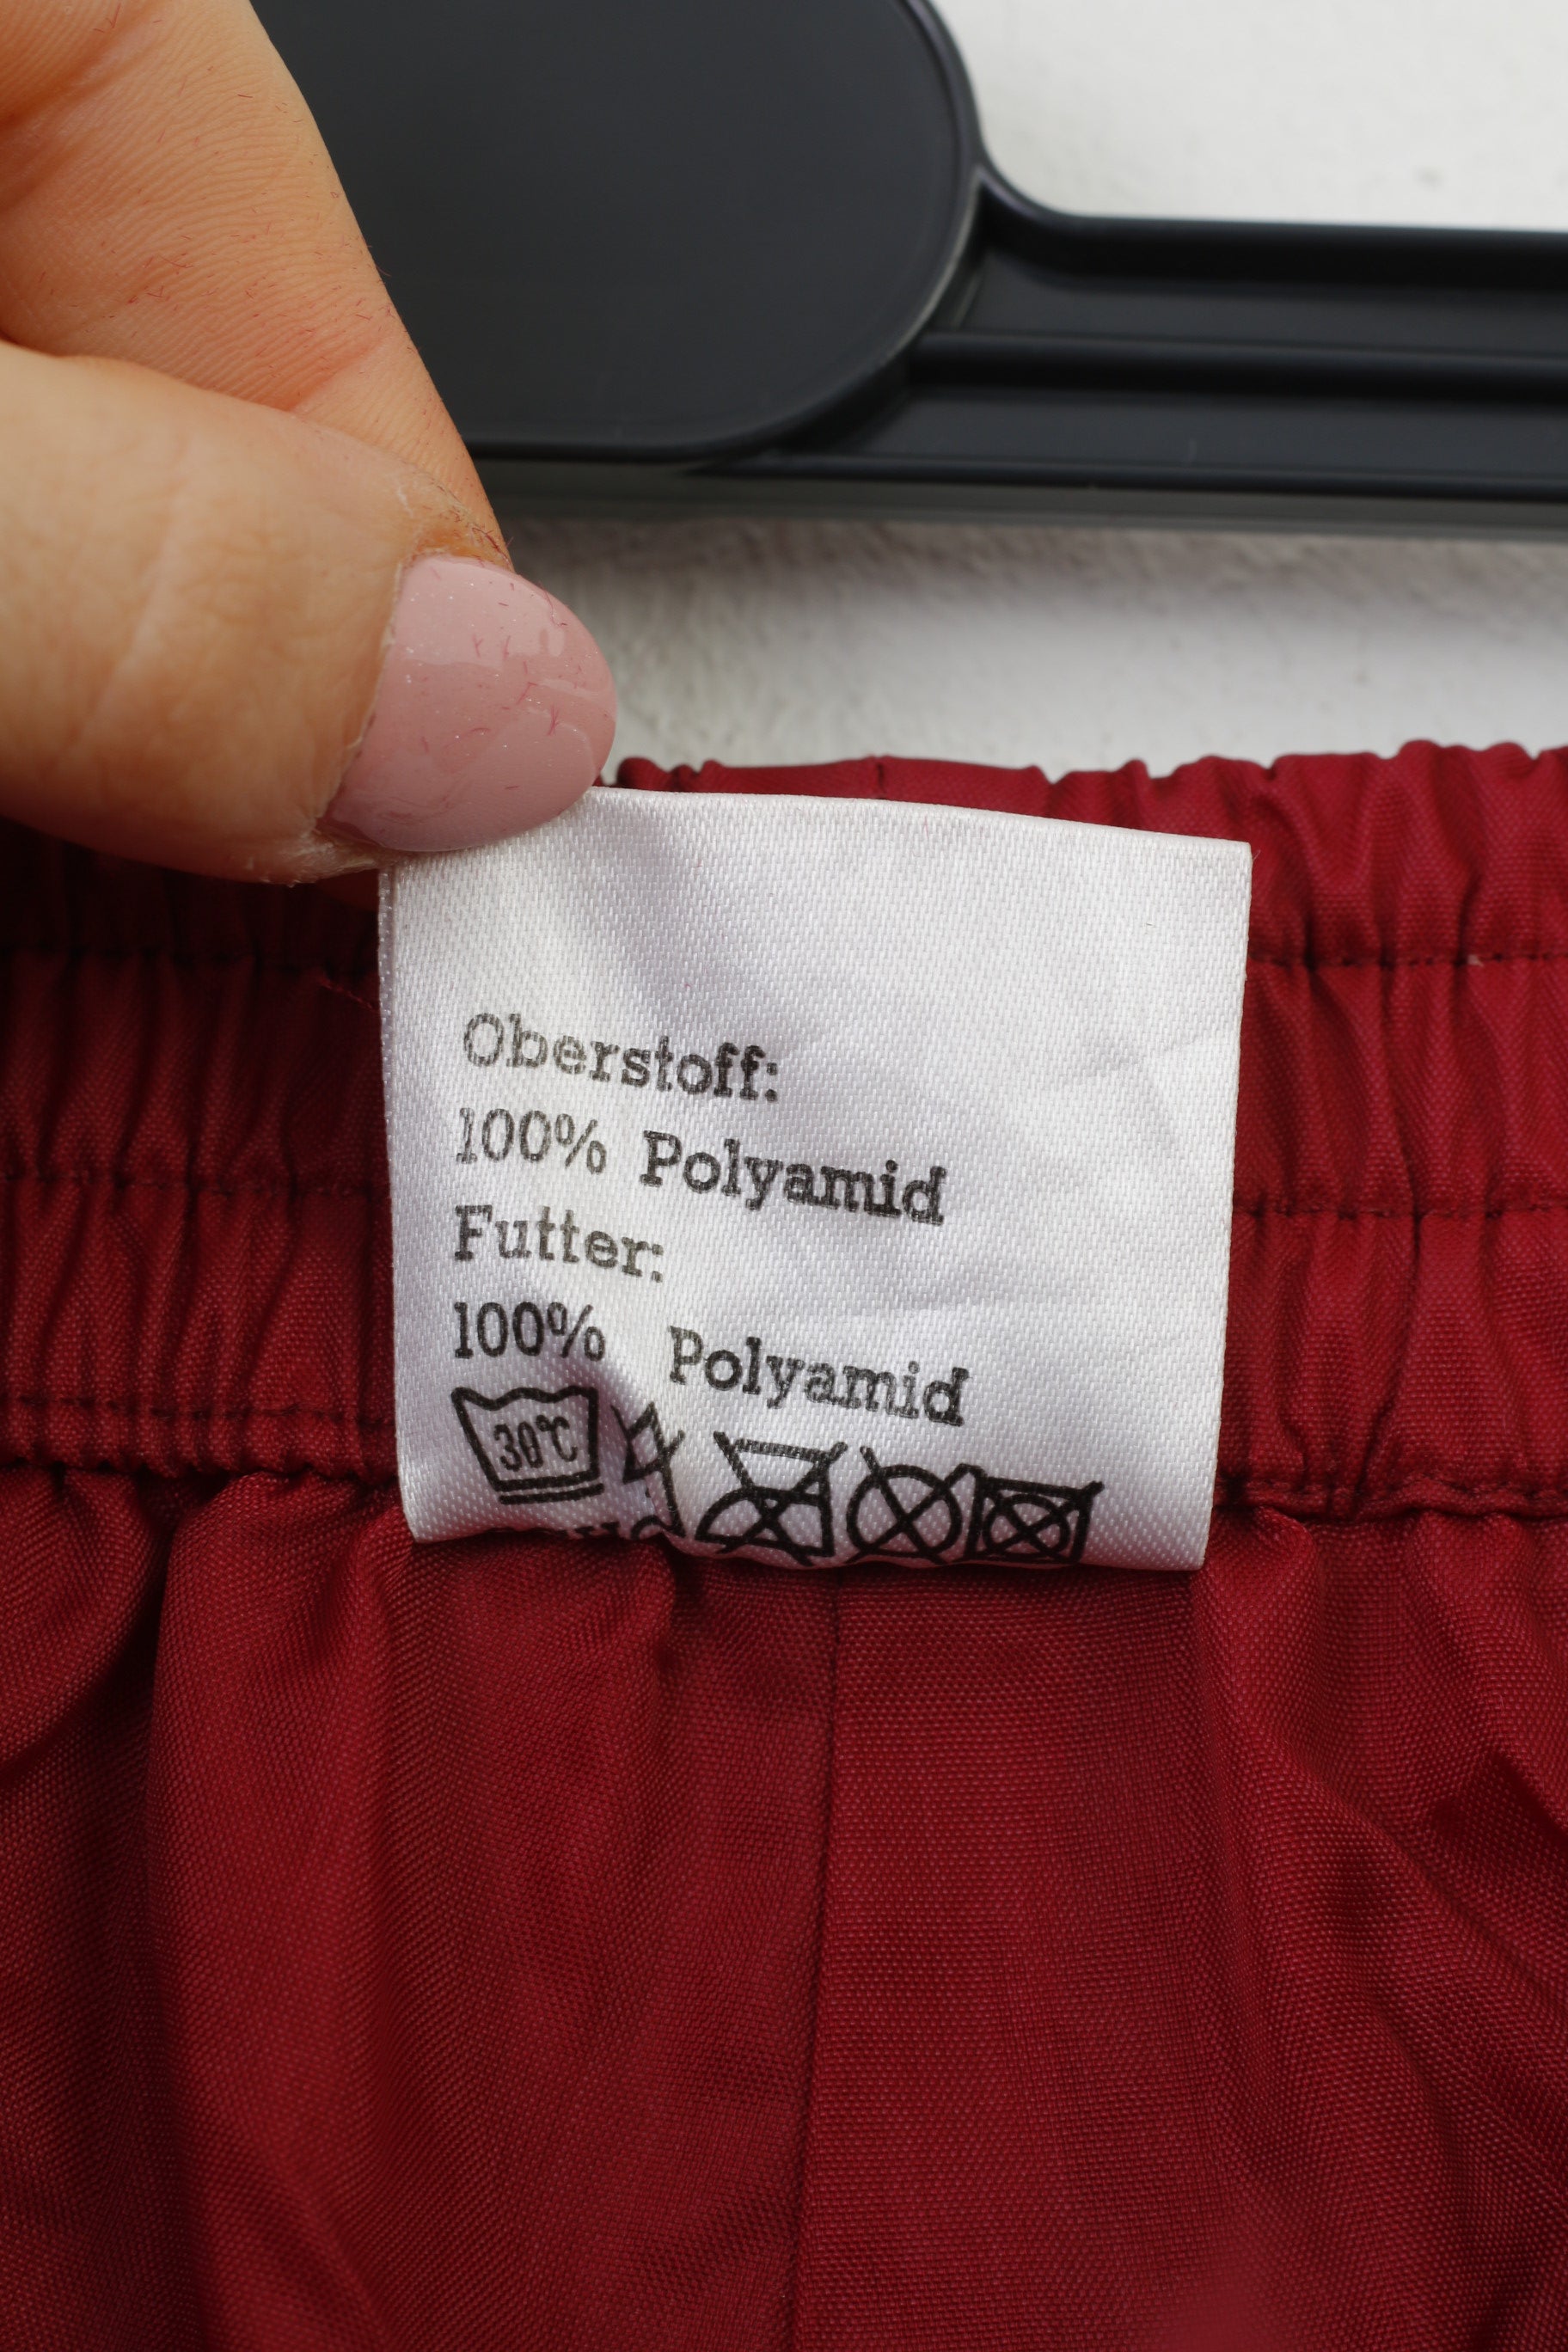 Oberstoff:
100% Polyamid
Futter:
100% Polyamid
30°C